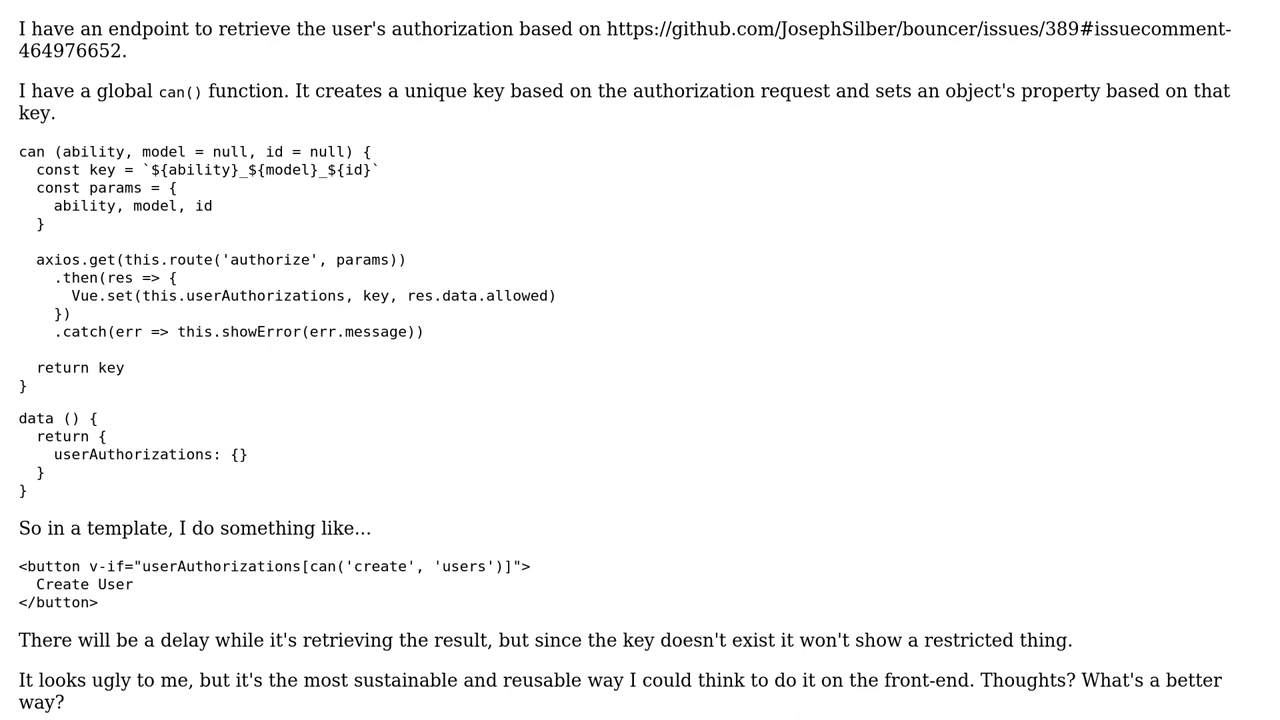 I have an endpoint to retrieve the user's authorization based on https://github.com/JosephSilber/bouncer/issues/389#issuecomment-
464976652.
I have a global can() function. It creates a unique key based on the authorization request and sets an object's property based on that
key.
can (ability, model = null, id = null) {
  const key = `${ability}_${model}_${id}`
  const params = {
    ability, model, id
  }
  axios.get(this.route('authorize', params))
    .then(res => {
      Vue.set(this.userAuthorizations, key, res.data.allowed)
    })
    .catch(err => this.showError(err.message))
  return key
}
data () {
  return {
    userAuthorizations: {}
  }
}
So in a template, I do something like...
<button v-if="userAuthorizations[can('create', 'users')]">
  Create User
</button>
There will be a delay while it's retrieving the result, but since the key doesn't exist it won't show a restricted thing.
It looks ugly to me, but it's the most sustainable and reusable way I could think to do it on the front-end. Thoughts? What's a better
way?